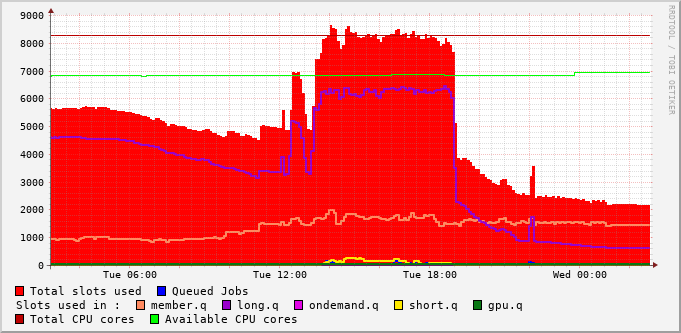 9000
8000
7000
6000
5000
4000
3000
2000
1000
0
Tue 06:00 Tue 12:00 Tue 18:00 Wed 00:00
RRDTOOL / TOBI OETIKER
Total slots used Queued Jobs
Slots used in : member.q long.q ondemand.q short.q gpu.q
Total CPU cores Available CPU cores